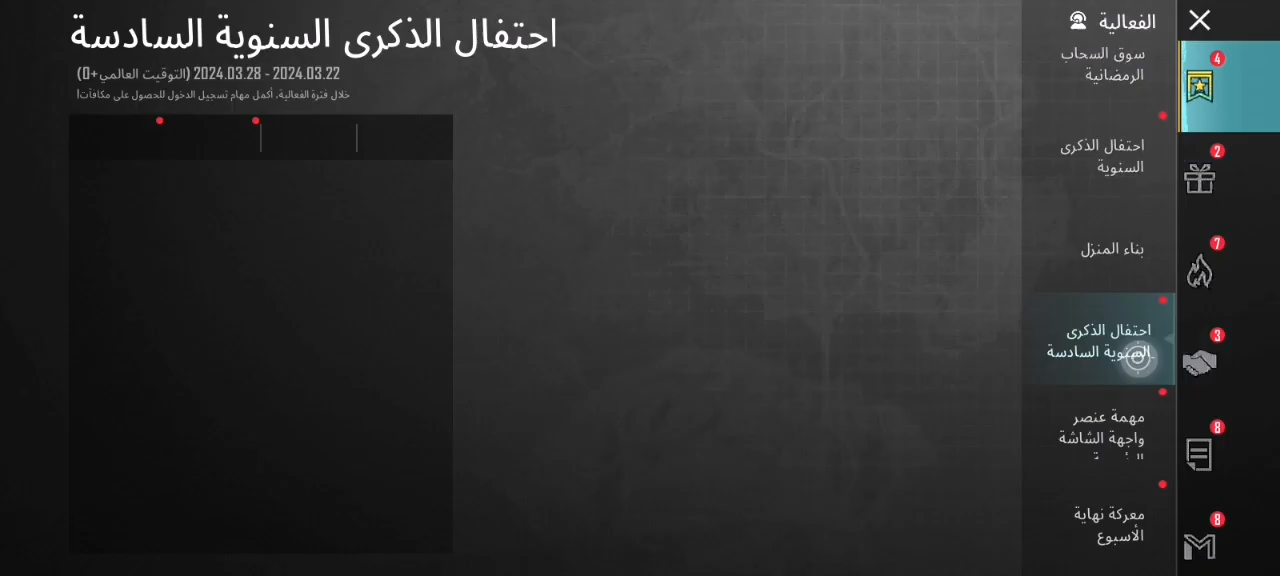 احتفال الذكرى السنوية السادسة
2024.03.22 - 2024.03.28 (التوقيت العالمي+0)
خلال فترة الفعالية، أكمل مهام تسجيل الدخول للحصول على مكافآت!
الفعالية
سوق السحاب
الرمضانية
احتفال الذكرى
السنوية
بناء المنزل
احتفال الذكرى
السنوية السادسة
مهمة عنصر
واجهة الشاشة
معركة نهاية
الأسبوع
4
2
7
3
8
8